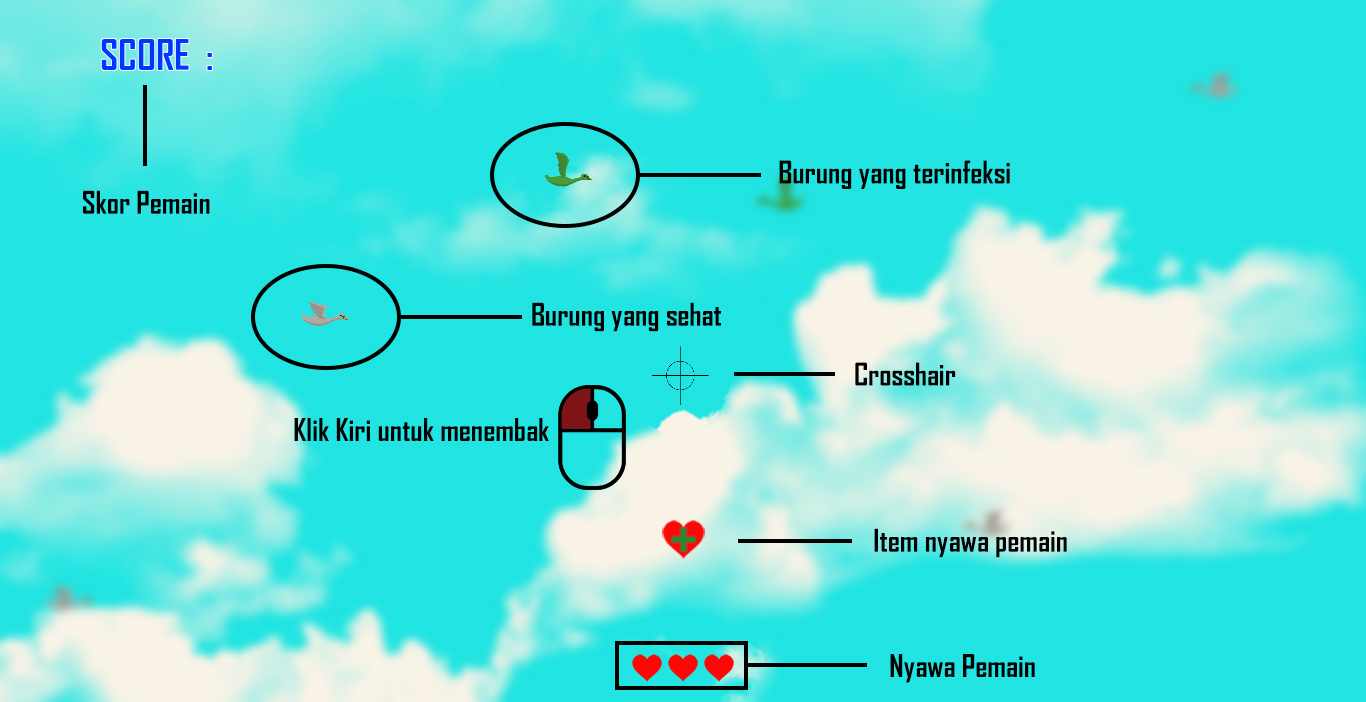 SCORE :
Skor Pemain
Burung yang terinfeksi
Burung yang sehat
Crosshair
Klik Kiri untuk menembak
Item nyawa pemain
Nyawa Pemain